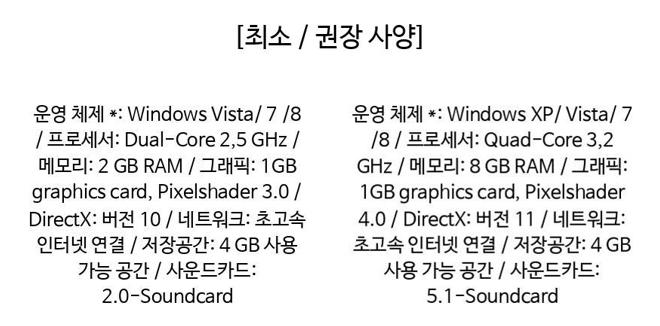 [최소 / 권장 사양]
운영 체제 *: Windows Vista/ 7 /8
/ 프로세서: Dual-Core 2,5 GHz /
메모리: 2 GB RAM / 그래픽: 1GB
graphics card, Pixelshader 3.0 /
DirectX: 버전 10 / 네트워크: 초고속
인터넷 연결 / 저장공간: 4 GB 사용
가능 공간 / 사운드카드:
2.0-Soundcard
운영 체제 *: Windows XP/ Vista/ 7
/8 / 프로세서: Quad-Core 3,2
GHz / 메모리: 8 GB RAM / 그래픽:
1GB graphics card, Pixelshader
4.0 / DirectX: 버전 11 / 네트워크:
초고속 인터넷 연결 / 저장공간: 4 GB
사용 가능 공간 / 사운드카드:
5.1-Soundcard